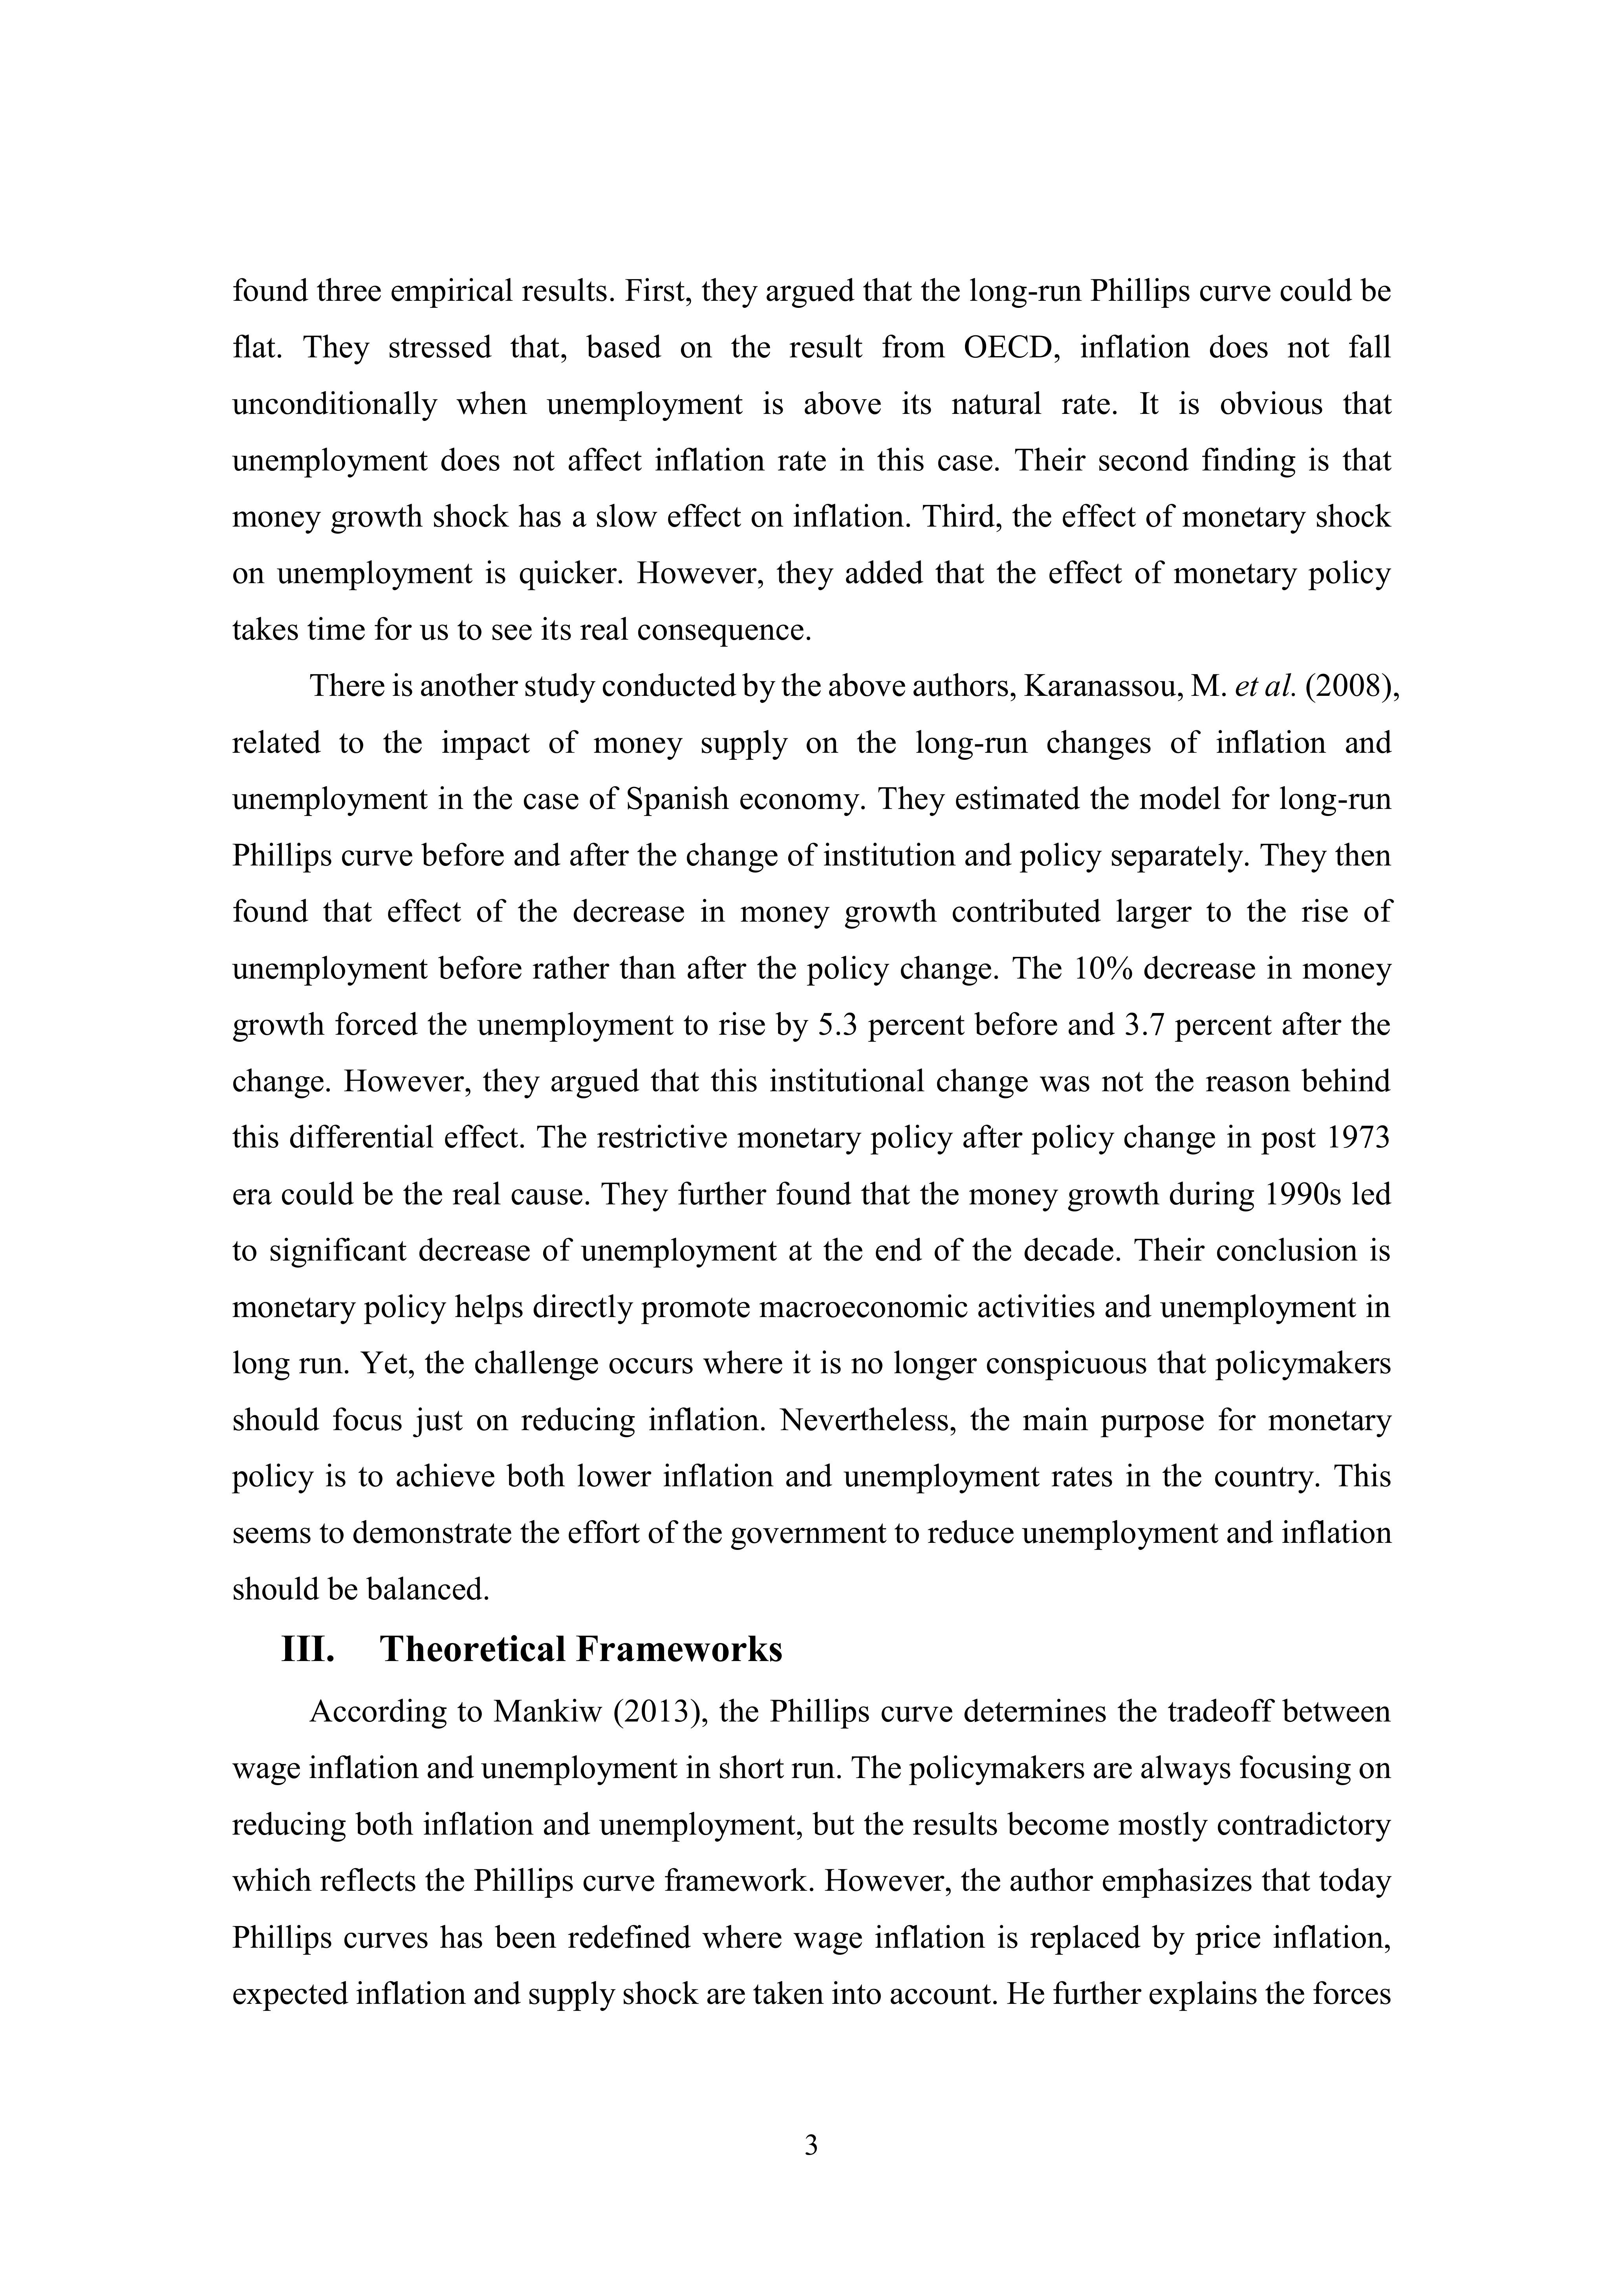 found three empirical results. First, they argued that the long-run Phillips curve could be
flat. They stressed that, based on the result from OECD, inflation does not fall
unconditionally when unemployment is above its natural rate. It is obvious that
unemployment does not affect inflation rate in this case. Their second finding is that
money growth shock has a slow effect on inflation. Third, the effect of monetary shock
on unemployment is quicker. However, they added that the effect of monetary policy
takes time for us to see its real consequence.
There is another study conducted by the above authors, Karanassou, M. et al. (2008),
related to the impact of money supply on the long-run changes of inflation and
unemployment in the case of Spanish economy. They estimated the model for long-run
Phillips curve before and after the change of institution and policy separately. They then
found that effect of the decrease in money growth contributed larger to the rise of
unemployment before rather than after the policy change. The 10% decrease in money
growth forced the unemployment to rise by 5.3 percent before and 3.7 percent after the
change. However, they argued that this institutional change was not the reason behind
this differential effect. The restrictive monetary policy after policy change in post 1973
era could be the real cause. They further found that the money growth during 1990s led
to significant decrease of unemployment at the end of the decade. Their conclusion is
monetary policy helps directly promote macroeconomic activities and unemployment in
long run. Yet, the challenge occurs where it is no longer conspicuous that policymakers
should focus just on reducing inflation. Nevertheless, the main purpose for monetary
policy is to achieve both lower inflation and unemployment rates in the country. This
seems to demonstrate the effort of the government to reduce unemployment and inflation
should be balanced.
III. Theoretical Frameworks
According to Mankiw (2013), the Phillips curve determines the tradeoff between
wage inflation and unemployment in short run. The policymakers are always focusing on
reducing both inflation and unemployment, but the results become mostly contradictory
which reflects the Phillips curve framework. However, the author emphasizes that today
Phillips curves has been redefined where wage inflation is replaced by price inflation,
expected inflation and supply shock are taken into account. He further explains the forces
3